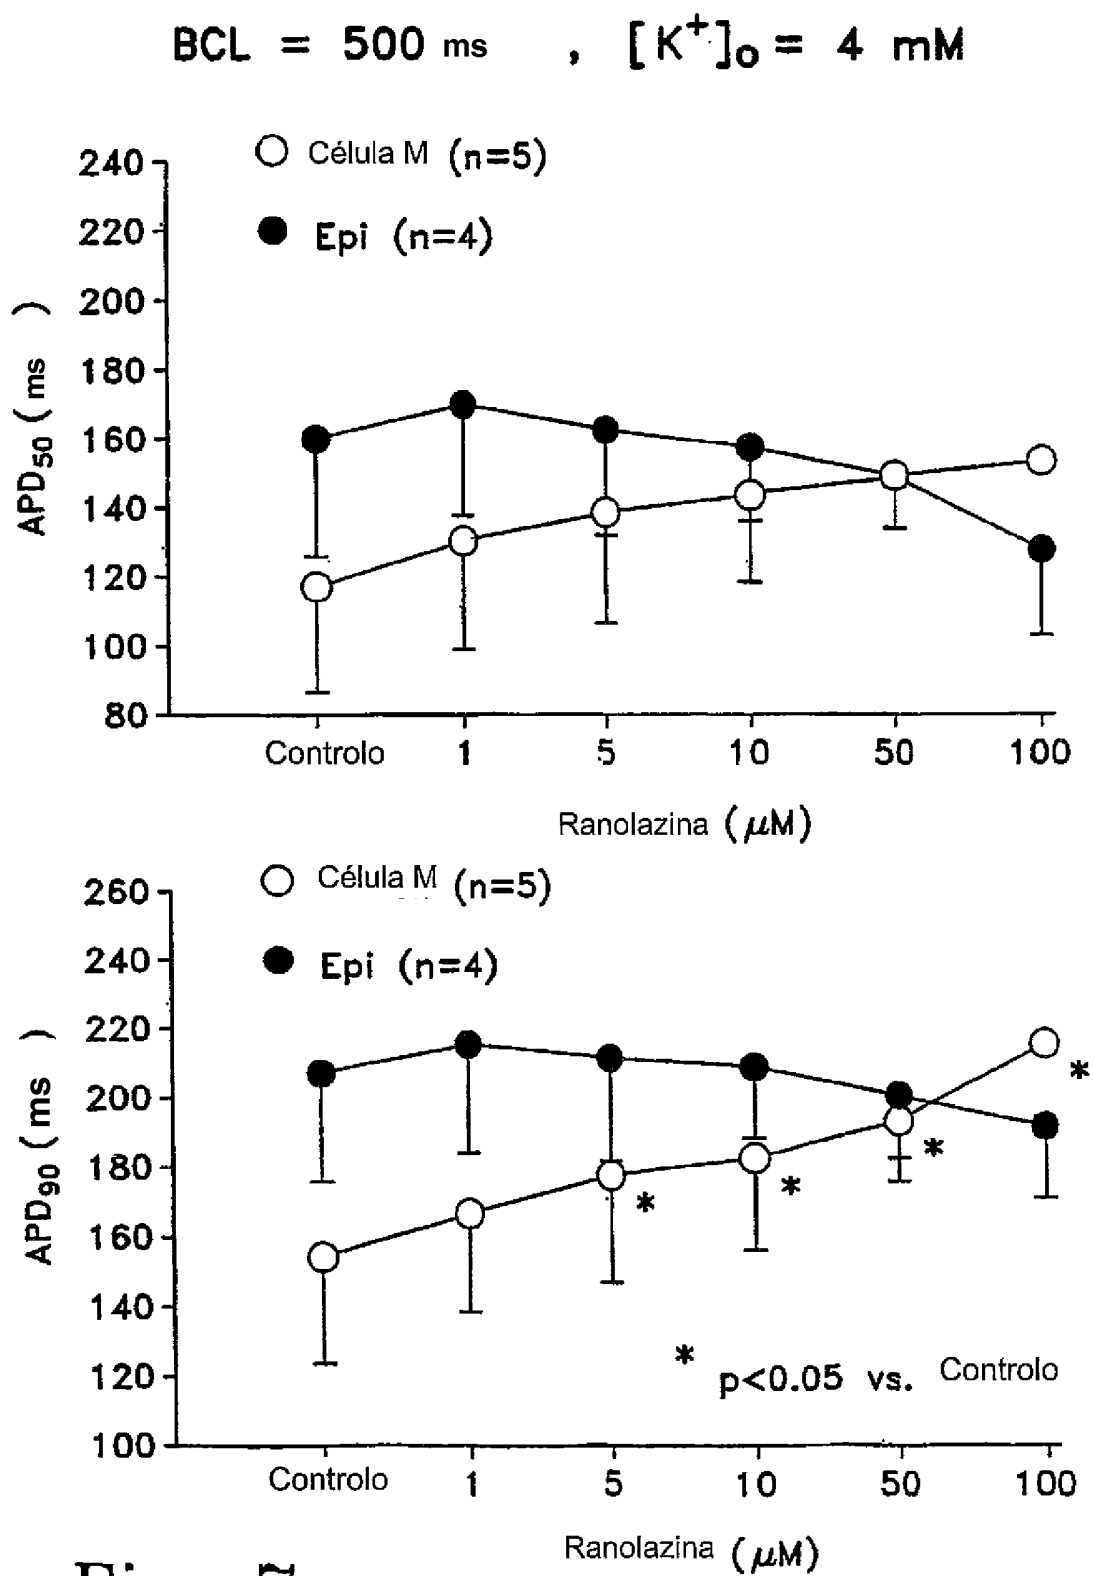 BCL = 500 ms , [K⁺]₀ = 4 mM
Célula M (n=5)
Epi (n=4)
240
220
200
180
160
140
120
100
80
APD₅₀ (ms )
Controlo 1 5 10 50 100
Ranolazina (μM)
Célula M (n=5)
Epi (n=4)
260
240
220
200
180
160
140
120
100
APD₉₀ (ms )
*
*
*
*
* p<0.05 vs. Controlo
Controlo 1 5 10 50 100
Ranolazina (μM)